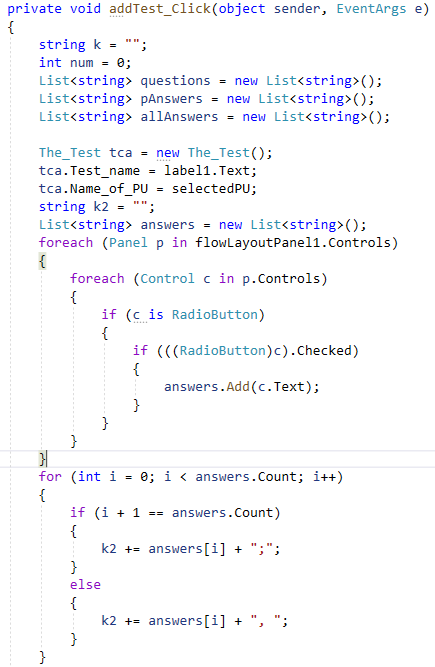 private void addTest_Click(object sender, EventArgs e)
{
    string k = "";
    int num = 0;
    List<string> questions = new List<string>();
    List<string> pAnswers = new List<string>();
    List<string> allAnswers = new List<string>();

    The_Test tca = new The_Test();
    tca.Test_name = label1.Text;
    tca.Name_of_PU = selectedPU;
    string k2 = "";
    List<string> answers = new List<string>();
    foreach (Panel p in flowLayoutPanel1.Controls)
    {
        foreach (Control c in p.Controls)
        {
            if (c is RadioButton)
            {
                if (((RadioButton)c).Checked)
                {
                    answers.Add(c.Text);
                }
            }
        }
    }
    for (int i = 0; i < answers.Count; i++)
    {
        if (i + 1 == answers.Count)
        {
            k2 += answers[i] + ";";
        }
        else
        {
            k2 += answers[i] + ", ";
        }
    }